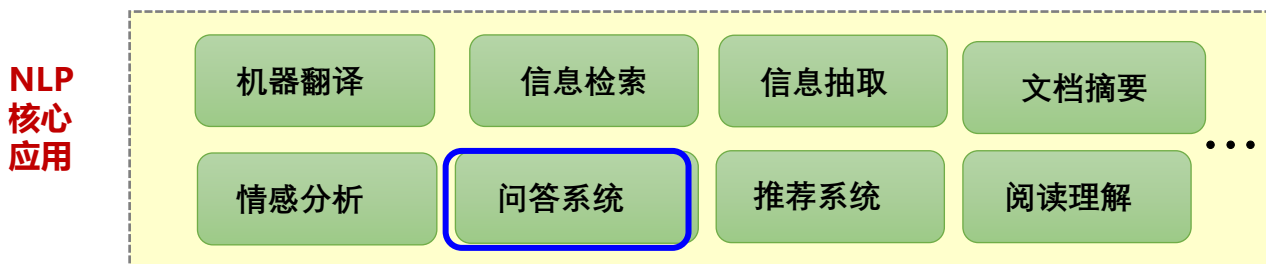 NLP
核心
应用
机器翻译
信息检索
信息抽取
文档摘要
情感分析
问答系统
推荐系统
阅读理解
...